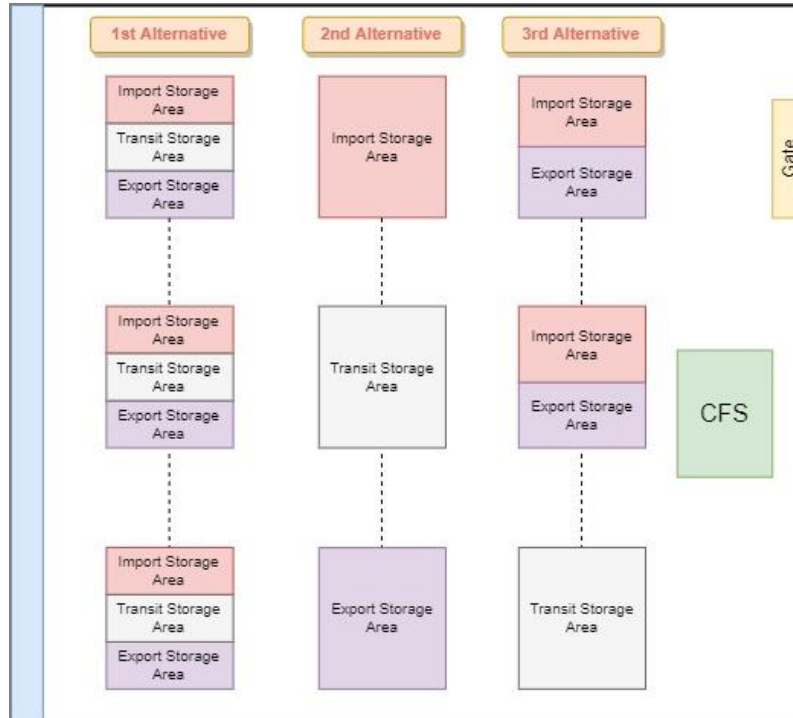 1st Alternative
2nd Alternative
3rd Alternative
Import Storage
Area
Transit Storage
Area
Export Storage
Area
Import Storage
Area
Import Storage
Area
Export Storage
Area
Gate
Import Storage
Area
Transit Storage
Area
Export Storage
Area
Transit Storage
Area
Import Storage
Area
Export Storage
Area
CFS
Import Storage
Area
Transit Storage
Area
Export Storage
Area
Export Storage
Area
Transit Storage
Area